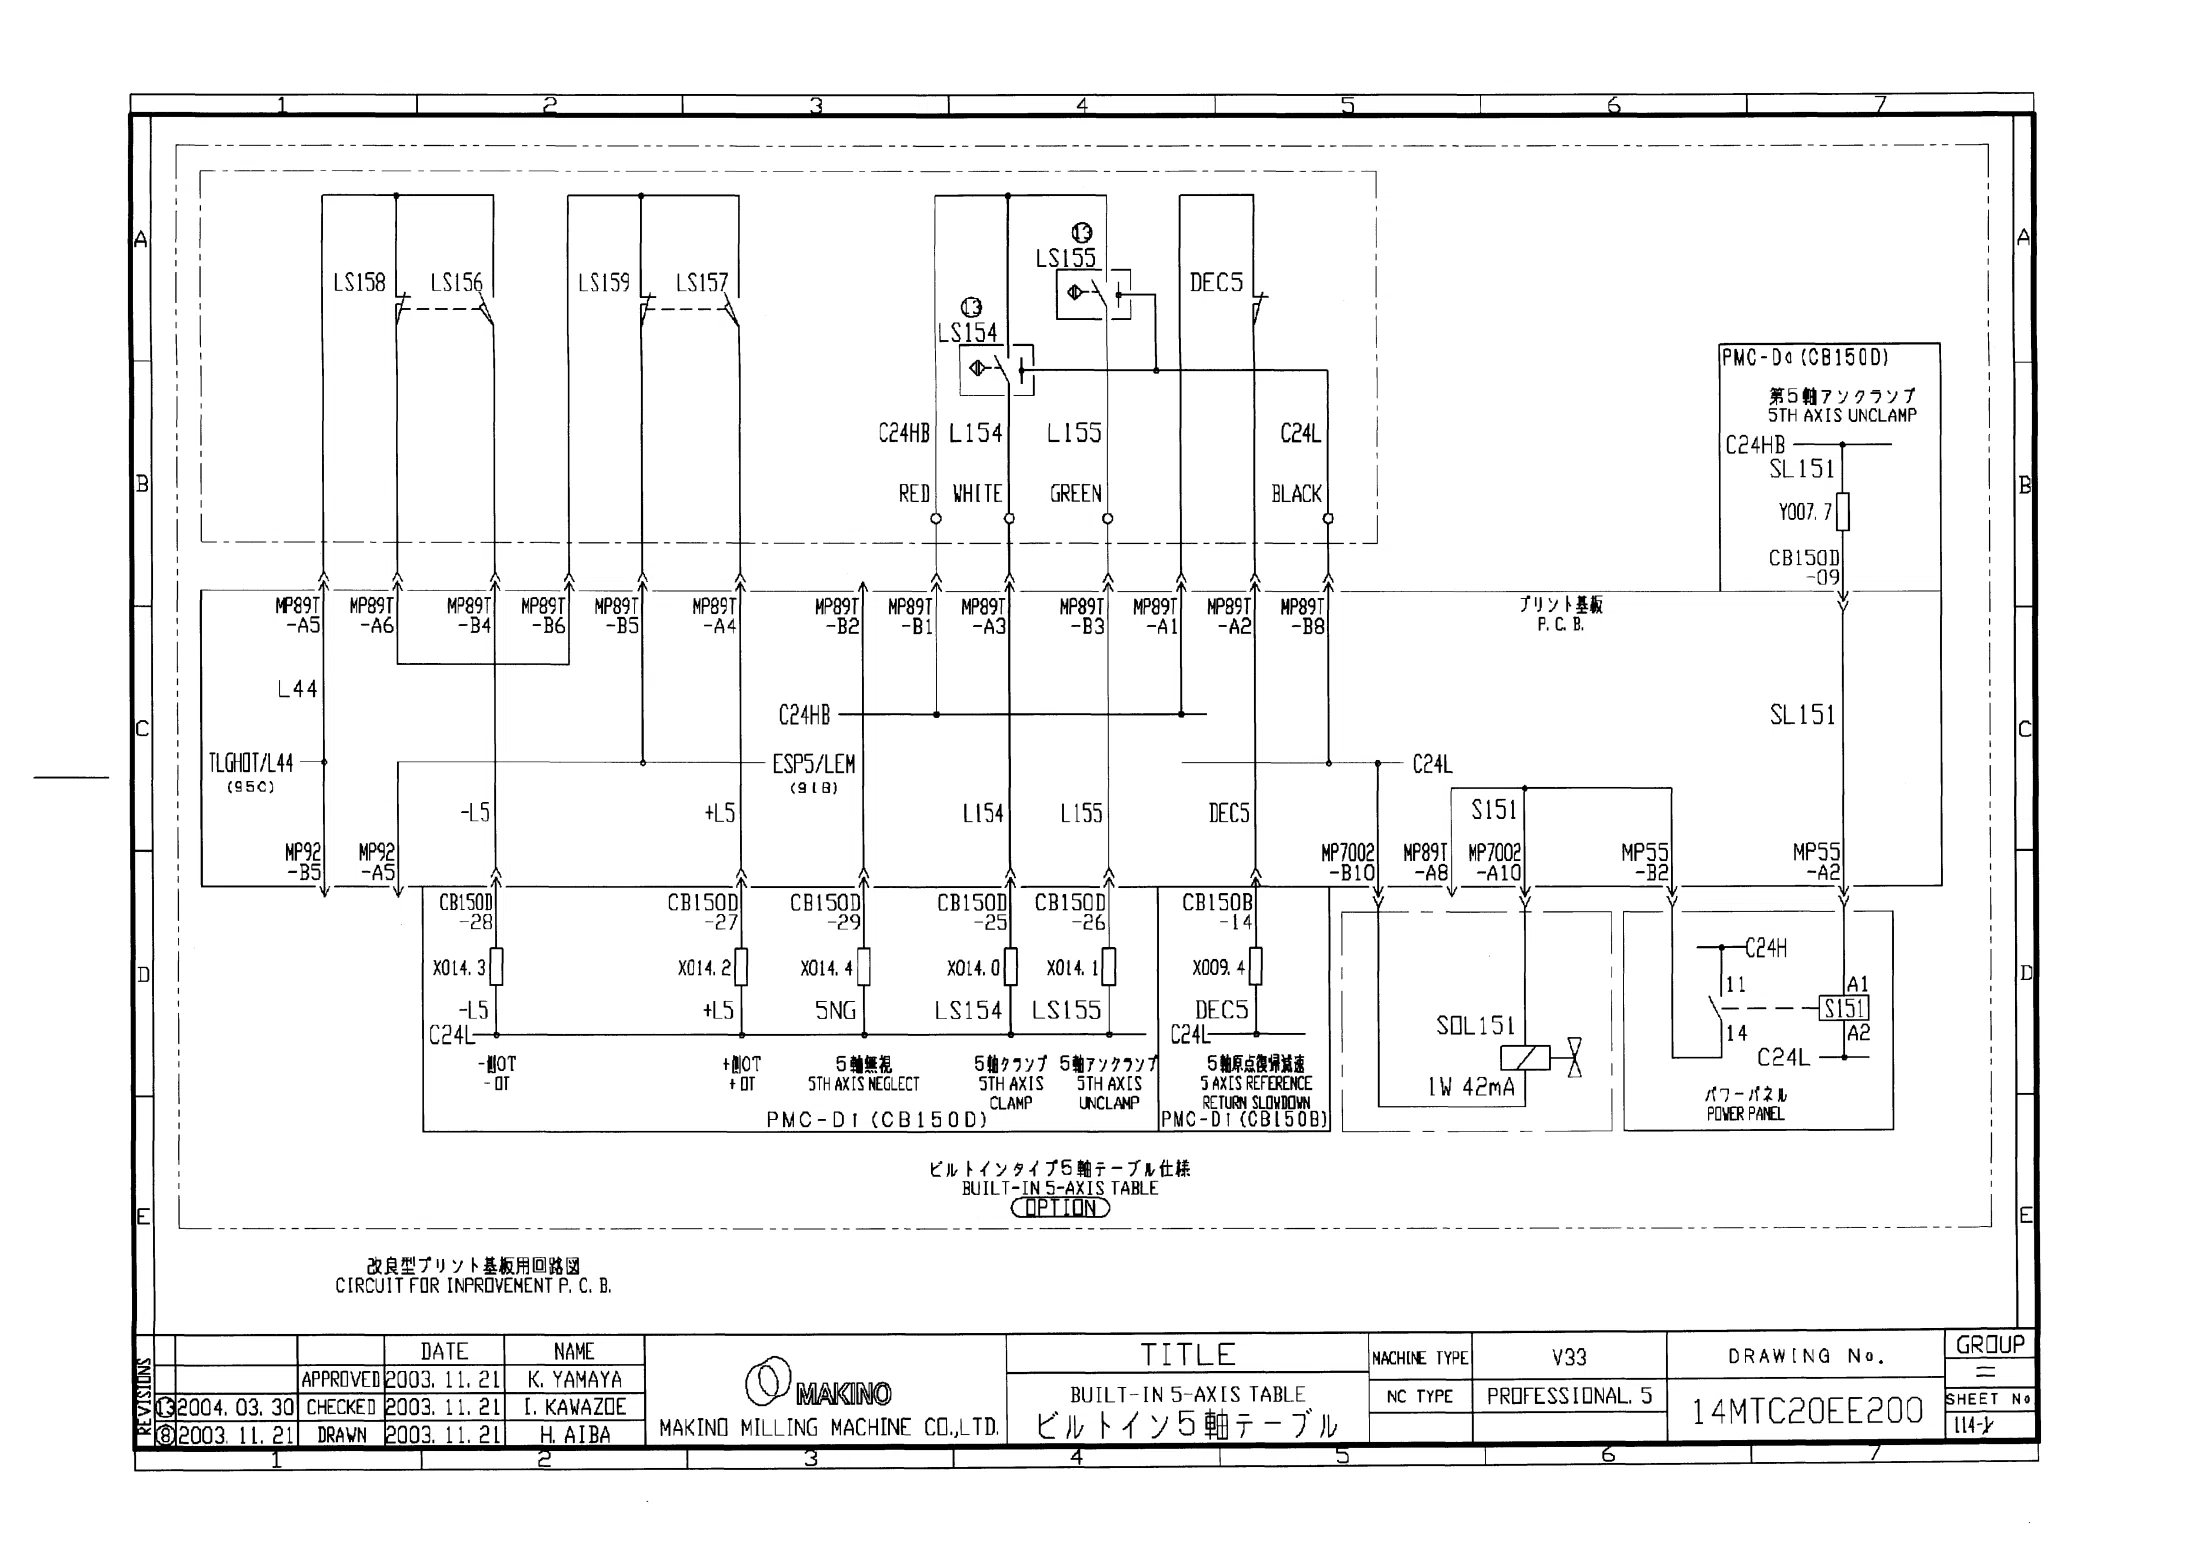 1 2 3 4 5 6 7
A A
LS158 LS156 LS159 LS157
⑬
LS155
⑬
LS154
DEC5
PMC-Do (CB150D)
第5軸アンクランプ
5TH AXIS UNCLAMP
C24HB
SL151
Y007. 7
CB150D
-09
C24HB L154 L155 C24L
RED WHITE GREEN BLACK
B B
MP89T
-A5
MP89T
-A6
MP89T
-B4
MP89T
-B6
MP89T
-B5
MP89T
-A4
MP89T
-B2
MP89T
-B1
MP89T
-A3
MP89T
-B3
MP89T
-A1
MP89T
-A2
MP89T
-B8
プリント基板
P. C. B.
L44
C24HB
SL151
C C
TLGHOT/L44
(95C)
ESP5/LEM
(91B)
C24L
-L5 +L5 L154 L155 DEC5 S151
MP92
-B5
MP92
-A5
MP7002
-B10
MP89T
-A8
MP7002
-A10
MP55
-B2
MP55
-A2
CB150D
-28
CB150D
-27
CB150D
-29
CB150D
-25
CB150D
-26
CB150B
-14
D D
X014. 3 X014. 2 X014. 4 X014. 0 X014. 1 X009. 4
-L5 +L5 5NG LS154 LS155 DEC5
C24L C24L
-側OT
- OT
+側OT
+ OT
5軸無視
5TH AXIS NEGLECT
5軸クランプ
5TH AXIS
CLAMP
5軸アンクランプ
5TH AXIS
UNCLAMP
5軸原点復帰減速
5 AXIS REFERENCE
RETURN SLOWDOWN
PMC-DI (CB150D)
PMC-DI (CB150B)
SOL151
1W 42mA
C24H
11
14
A1
S151
A2
C24L
パワーパネル
POWER PANEL
ビルトインタイプ5軸テーブル仕様
BUILT-IN 5-AXIS TABLE
OPTION
E E
改良型プリント基板用回路図
CIRCUIT FOR INPROVEMENT P. C. B.
REVISIONS
DATE NAME
APPROVED 2003. 11. 21 K. YAMAYA
⑬ 2004. 03. 30 CHECKED 2003. 11. 21 I. KAWAZOE
⑧ 2003. 11. 21 DRAWN 2003. 11. 21 H. AIBA
MAKINO
MAKINO MILLING MACHINE CO.,LTD.
TITLE
BUILT-IN 5-AXIS TABLE
ビルトイン5軸テーブル
MACHINE TYPE V33
NC TYPE PROFESSIONAL. 5
DRAWING No.
14MTC20EE200
GROUP
=
SHEET No
1 2 3 4 5 6 7